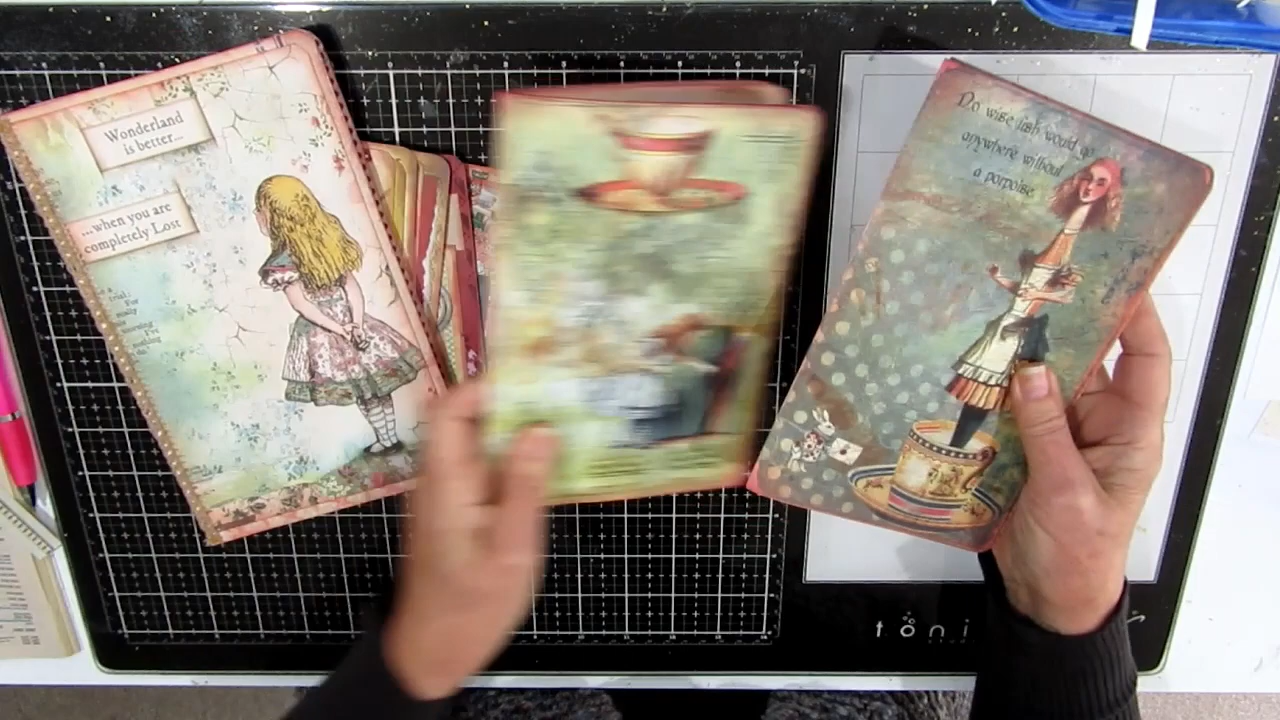 Wonderland
is better...
...when you are
completely Lost
No wise fish would go
anywhere without
a porpoise
toni